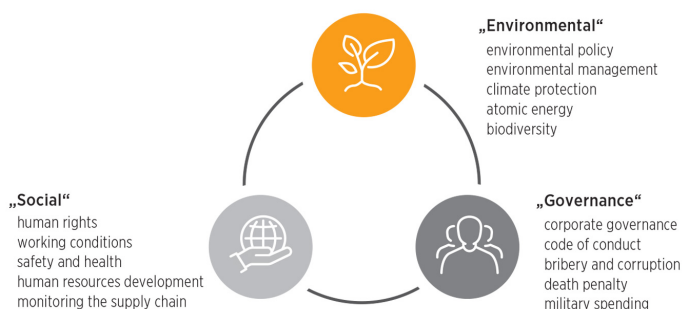 „Environmental“
environmental policy
environmental management
climate protection
atomic energy
biodiversity
„Social“
human rights
working conditions
safety and health
human resources development
monitoring the supply chain
„Governance“
corporate governance
code of conduct
bribery and corruption
death penalty
military spending